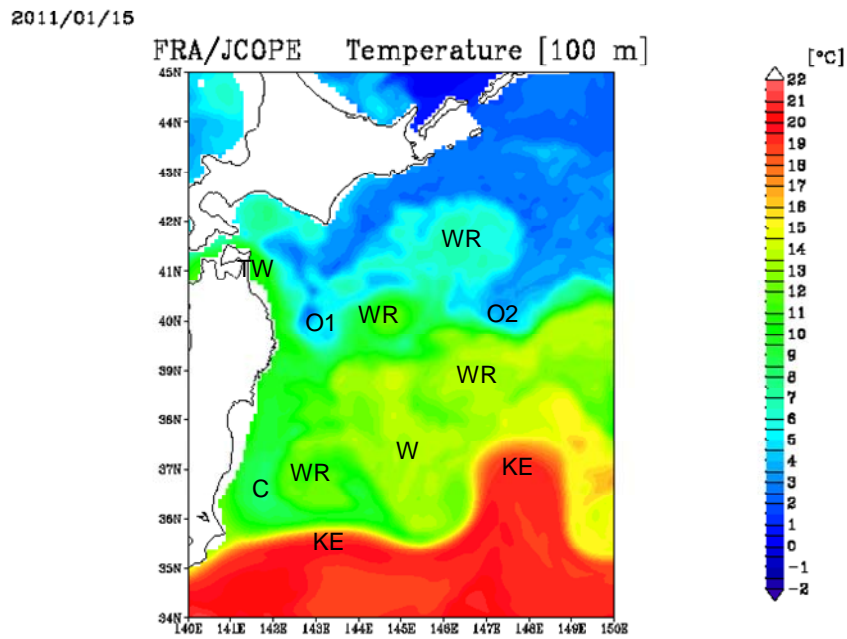 2011/01/15
FRA/JCOPE Temperature [100 m]
[°C]
45N
44N
43N
42N
41N
40N
39N
38N
37N
36N
35N
34N
140E 141E 142E 143E 144E 145E 146E 147E 148E 149E 150E
WR
TW
O1
WR
O2
WR
W
WR
KE
C
KE
22
21
20
19
18
17
16
15
14
13
12
11
10
9
8
7
6
5
4
3
2
1
0
-1
-2